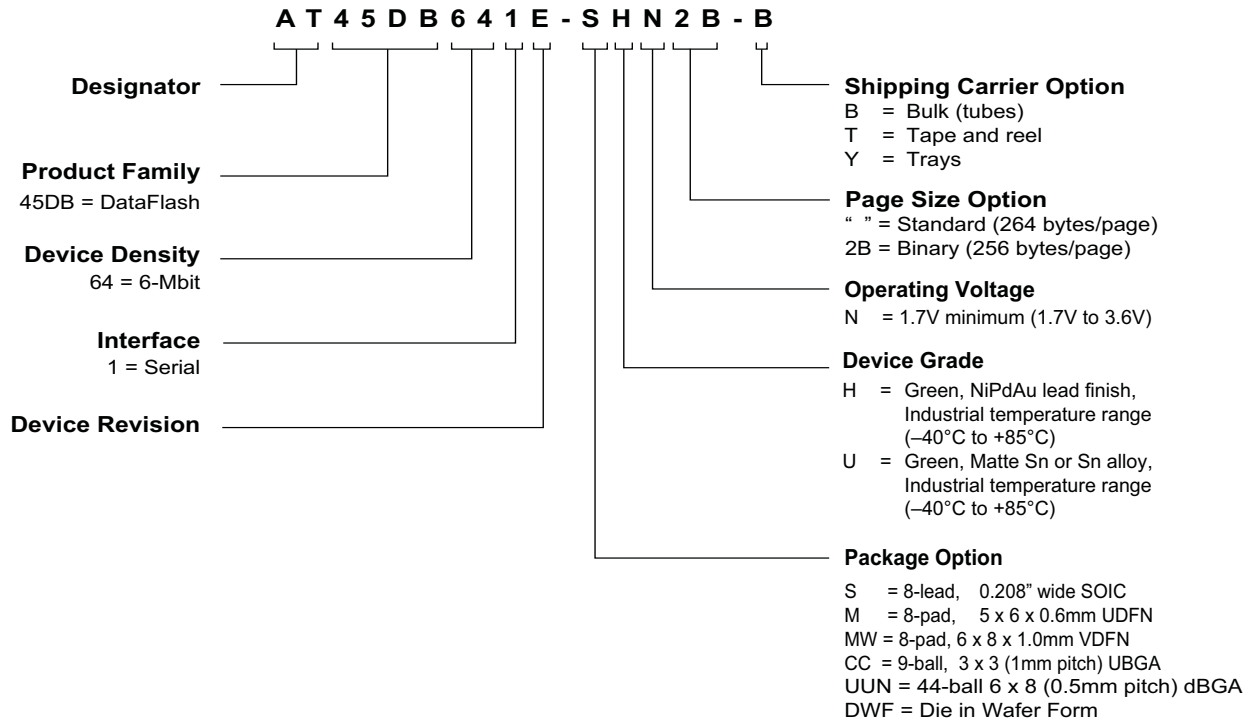 A T 4 5 D B 6 4 1 E - S H N 2 B - B
Designator
Product Family
45DB = DataFlash
Device Density
64 = 6-Mbit
Interface
1 = Serial
Device Revision
Shipping Carrier Option
B = Bulk (tubes)
T = Tape and reel
Y = Trays
Page Size Option
“ ” = Standard (264 bytes/page)
2B = Binary (256 bytes/page)
Operating Voltage
N = 1.7V minimum (1.7V to 3.6V)
Device Grade
H = Green, NiPdAu lead finish,
Industrial temperature range
(–40°C to +85°C)
U = Green, Matte Sn or Sn alloy,
Industrial temperature range
(–40°C to +85°C)
Package Option
S = 8-lead, 0.208” wide SOIC
M = 8-pad, 5 x 6 x 0.6mm UDFN
MW = 8-pad, 6 x 8 x 1.0mm VDFN
CC = 9-ball, 3 x 3 (1mm pitch) UBGA
UUN = 44-ball 6 x 8 (0.5mm pitch) dBGA
DWF = Die in Wafer Form